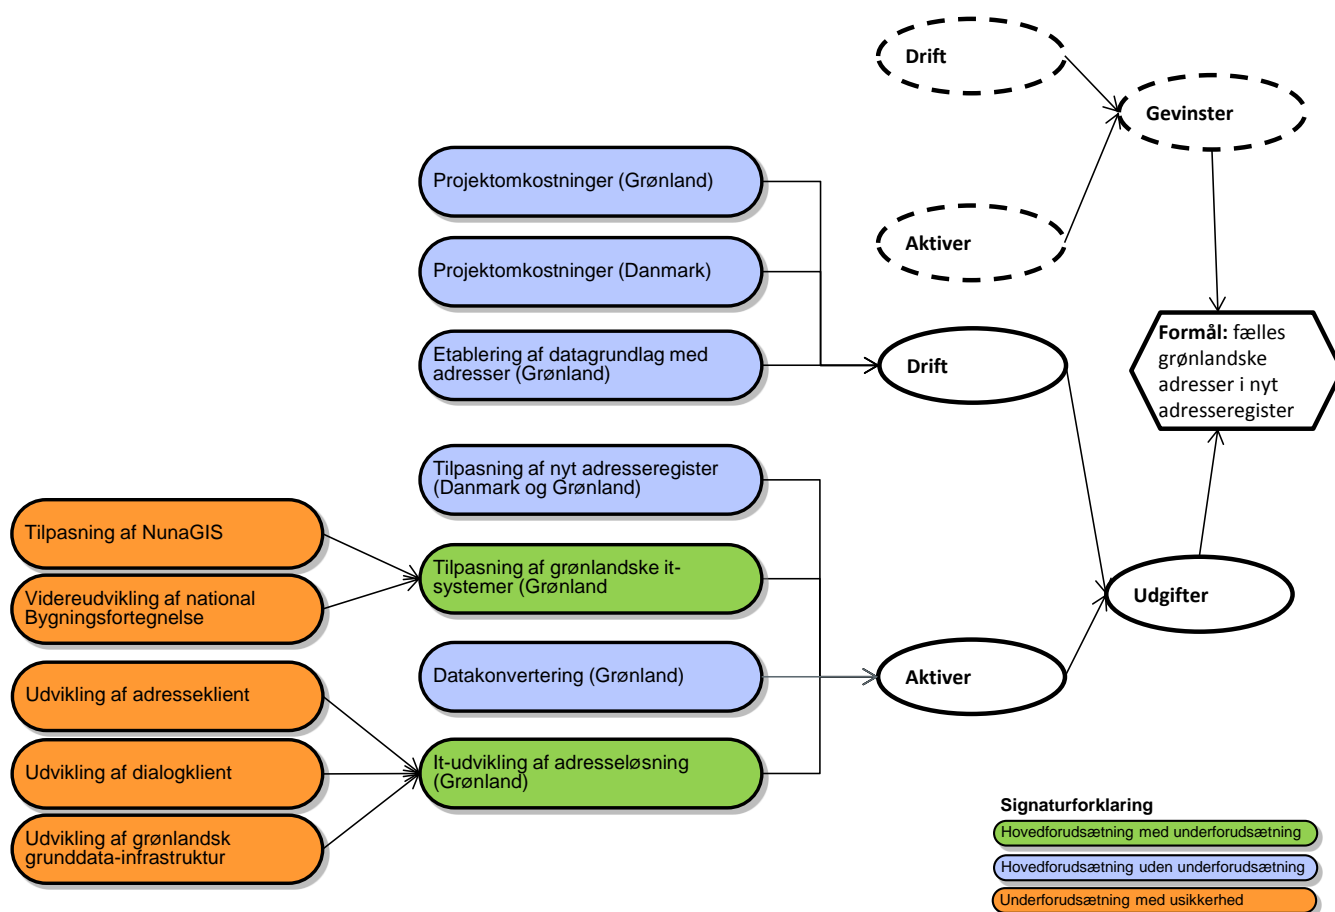 Drift
Gevinster
Aktiver
Projektomkostninger (Grønland)
Projektomkostninger (Danmark)
Etablering af datagrundlag med
adresser (Grønland)
Drift
Formål: fælles
grønlandske
adresser i nyt
adresseregister
Tilpasning af nyt adresseregister
(Danmark og Grønland)
Tilpasning af NunaGIS
Videreudvikling af national
Bygningsfortegnelse
Tilpasning af grønlandske it-
systemer (Grønland
Udgifter
Udvikling af adresseklient
Datakonvertering (Grønland)
Aktiver
Udvikling af dialogklient
It-udvikling af adresseløsning
(Grønland)
Udvikling af grønlandsk
grunddata-infrastruktur
Signaturforklaring
Hovedforudsætning med underforudsætning
Hovedforudsætning uden underforudsætning
Underforudsætning med usikkerhed